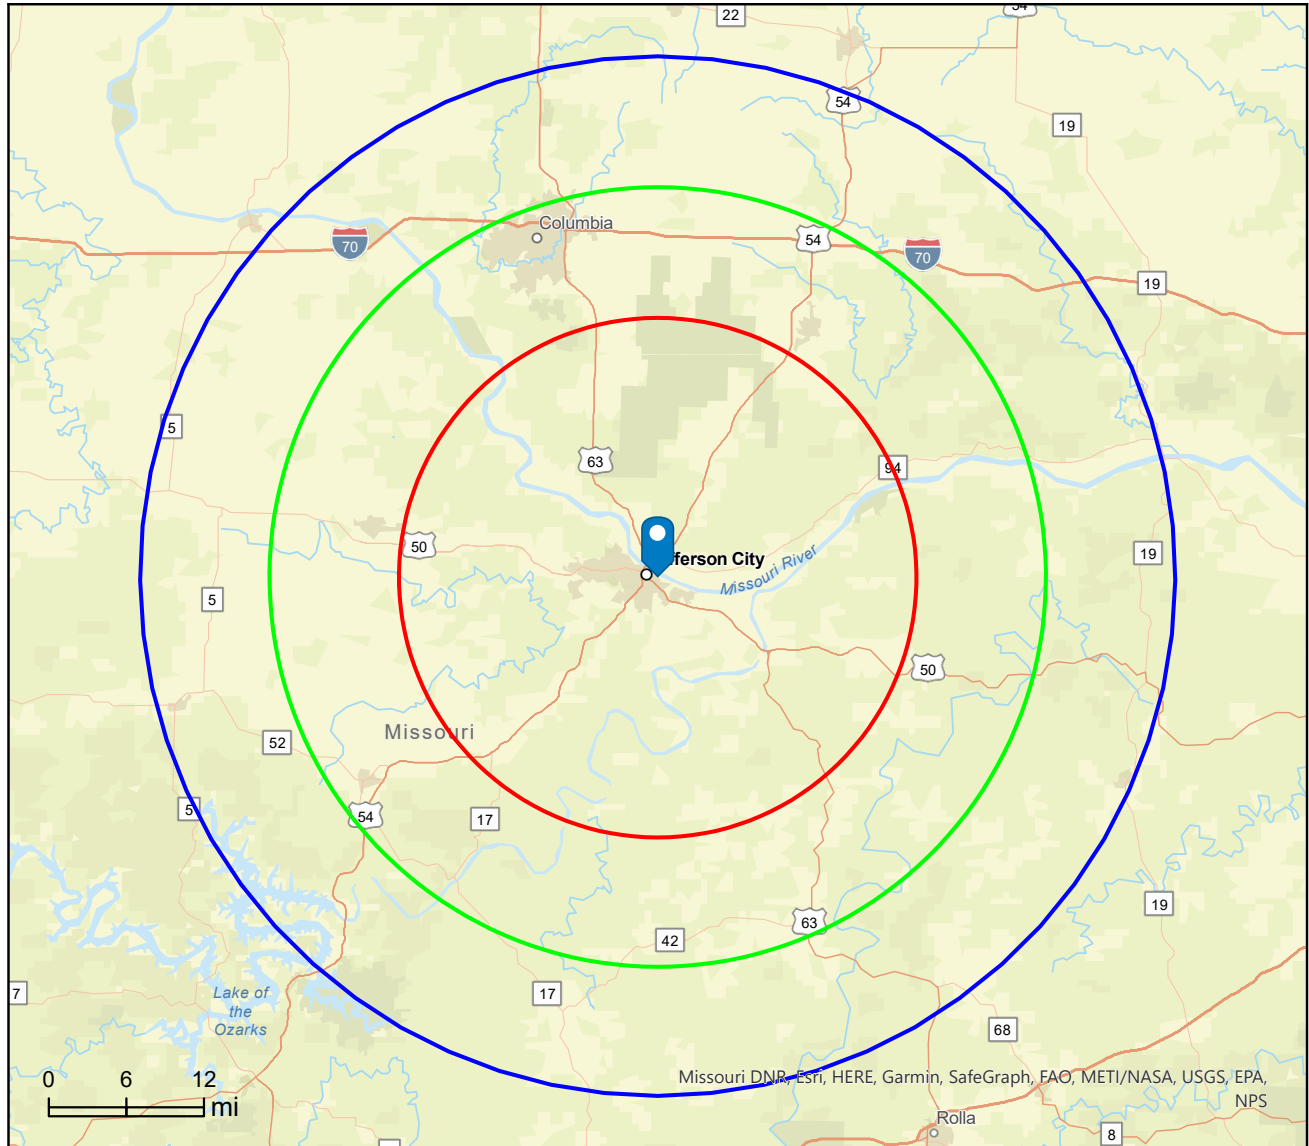 22
54
54
19
Columbia
54
70
70
19
5
94
63
50
fferson City
19
Missouri River
5
50
Missouri
52
5
54
17
19
63
42
7
17
Lake of
the
Ozarks
68
0 6 12
mi
Missouri DNR, Esri, HERE, Garmin, SafeGraph, FAO, METI/NASA, USGS, EPA,
NPS
Rolla
8